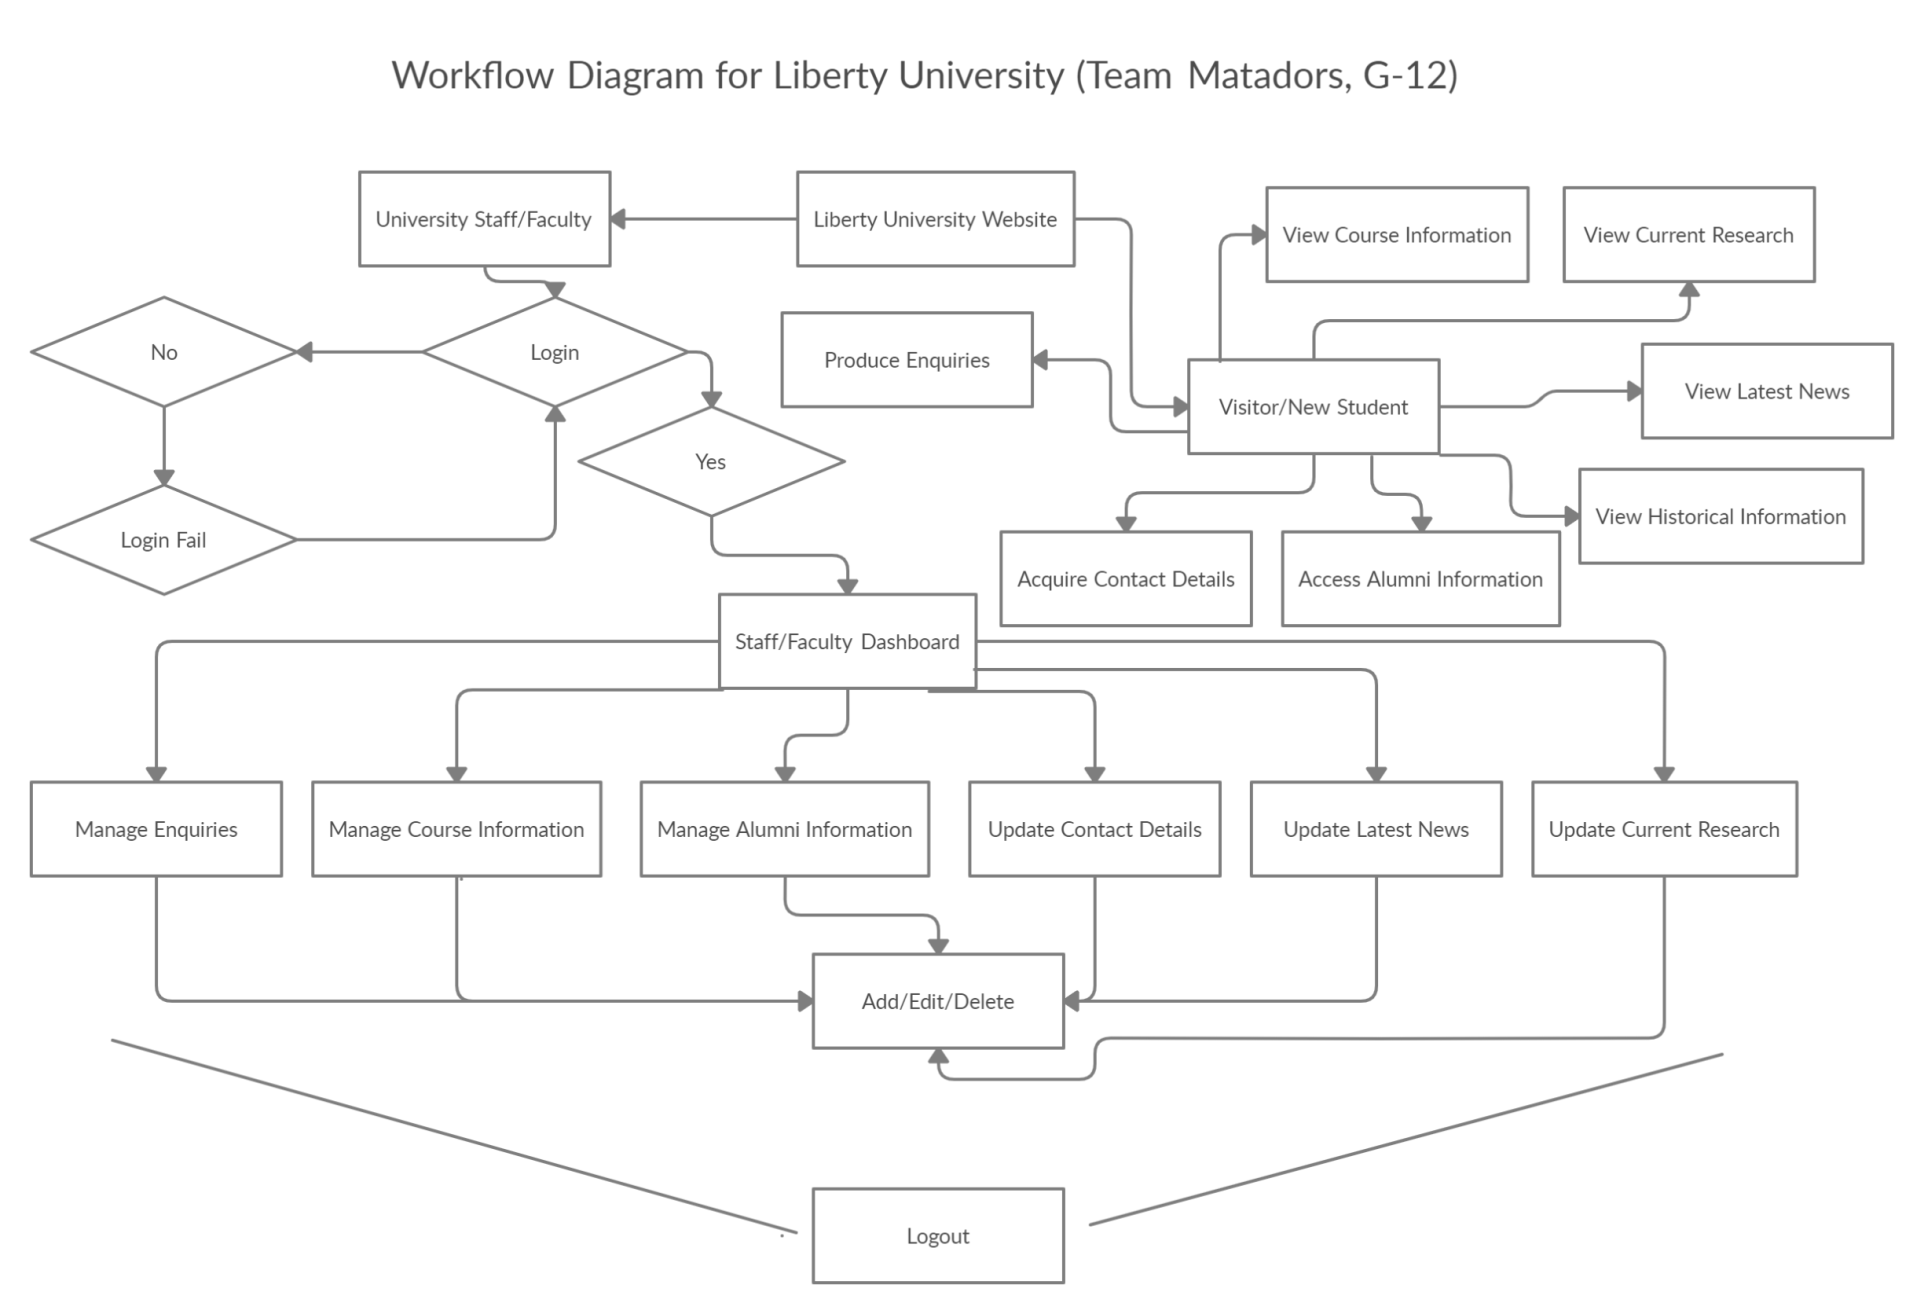 Workflow Diagram for Liberty University (Team Matadors, G-12)
University Staff/Faculty
Liberty University Website
View Course Information
View Current Research
No
Login
Produce Enquiries
Visitor/New Student
View Latest News
Yes
Login Fail
View Historical Information
Acquire Contact Details
Access Alumni Information
Staff/Faculty Dashboard
Manage Enquiries
Manage Course Information
Manage Alumni Information
Update Contact Details
Update Latest News
Update Current Research
Add/Edit/Delete
Logout